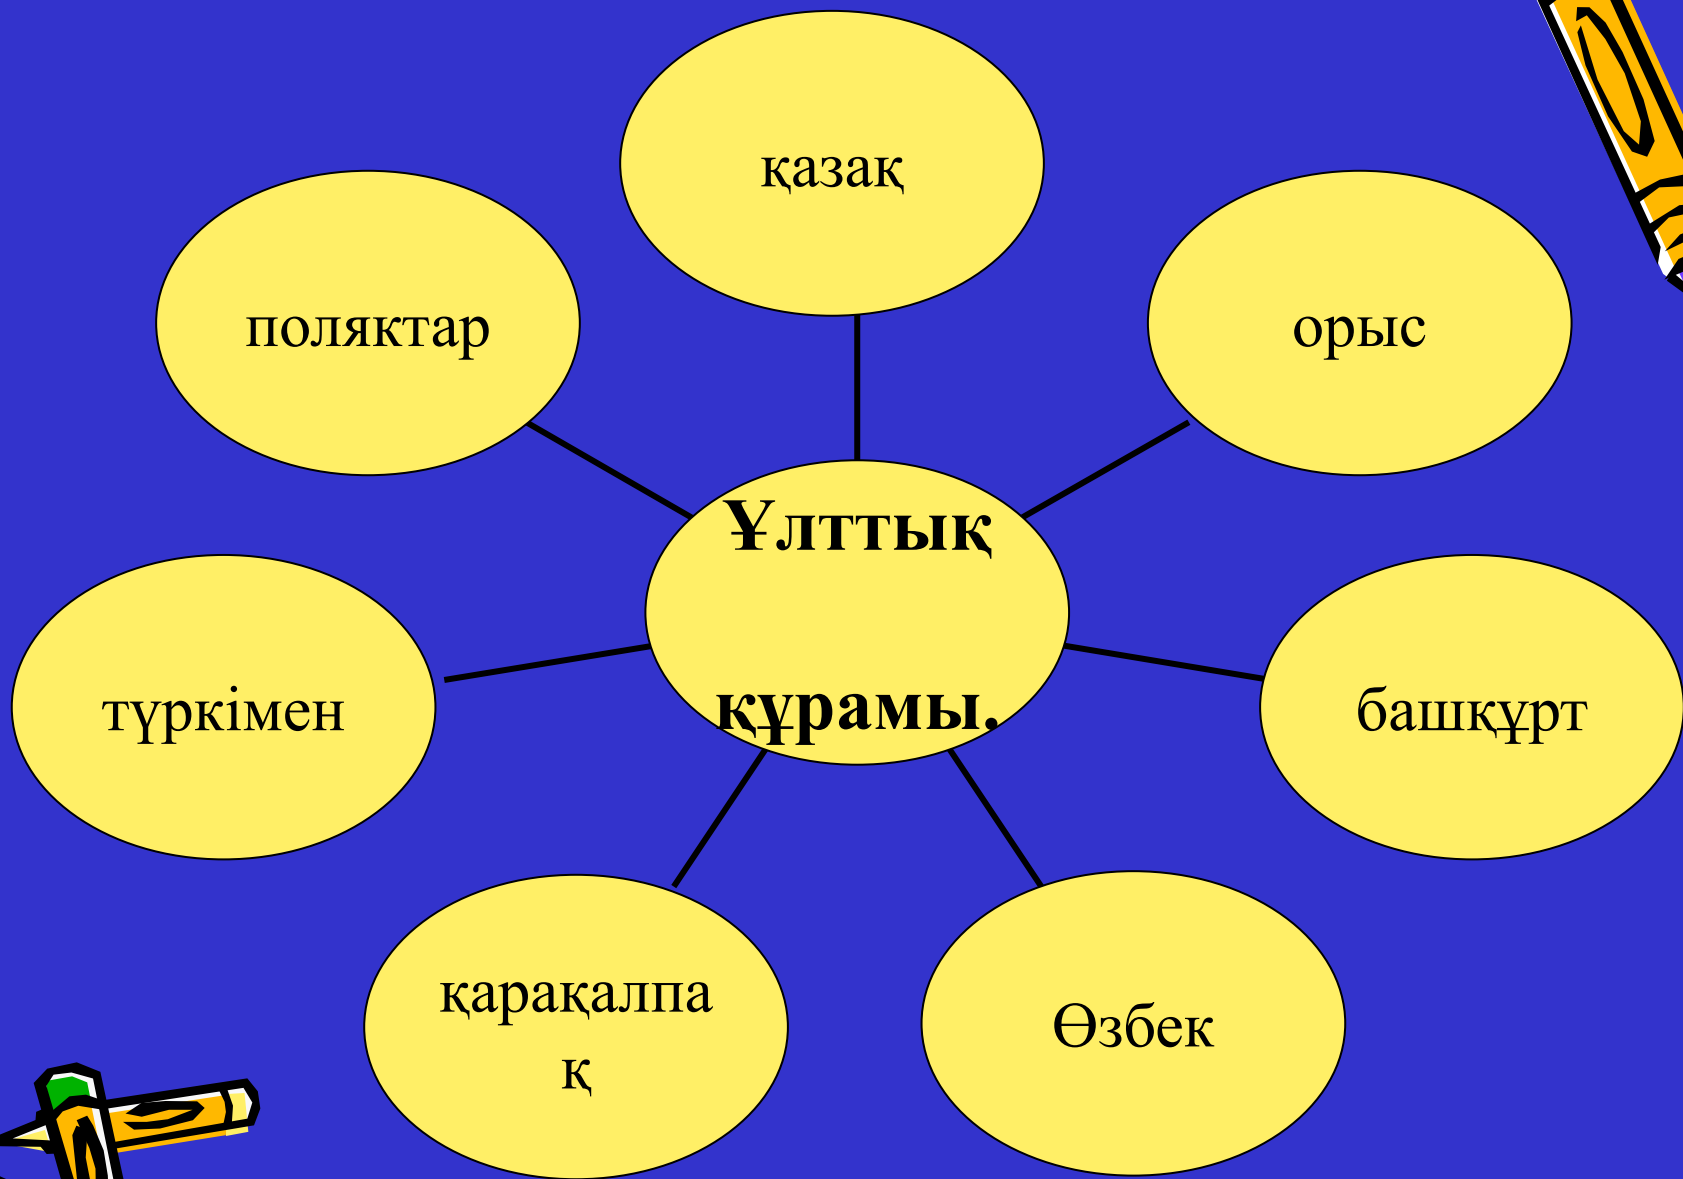 қазақ
поляктар
орыс
Ұлттық
құрамы.
түркімен
башқұрт
қарақалпа
қ
Өзбек